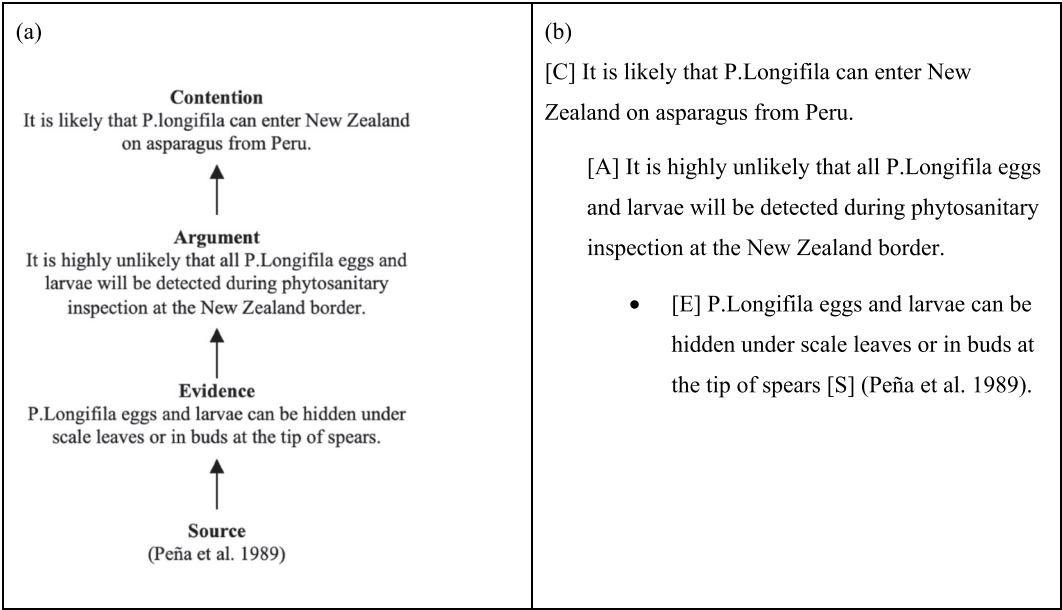 (a)
Contention
It is likely that P.longifila can enter New Zealand
on asparagus from Peru.
Argument
It is highly unlikely that all P.Longifila eggs and
larvae will be detected during phytosanitary
inspection at the New Zealand border.
Evidence
P.Longifila eggs and larvae can be hidden under
scale leaves or in buds at the tip of spears.
Source
(Peña et al. 1989)
(b)
[C] It is likely that P.Longifila can enter New
Zealand on asparagus from Peru.
[A] It is highly unlikely that all P.Longifila eggs
and larvae will be detected during phytosanitary
inspection at the New Zealand border.
• [E] P.Longifila eggs and larvae can be
hidden under scale leaves or in buds at
the tip of spears [S] (Peña et al. 1989).